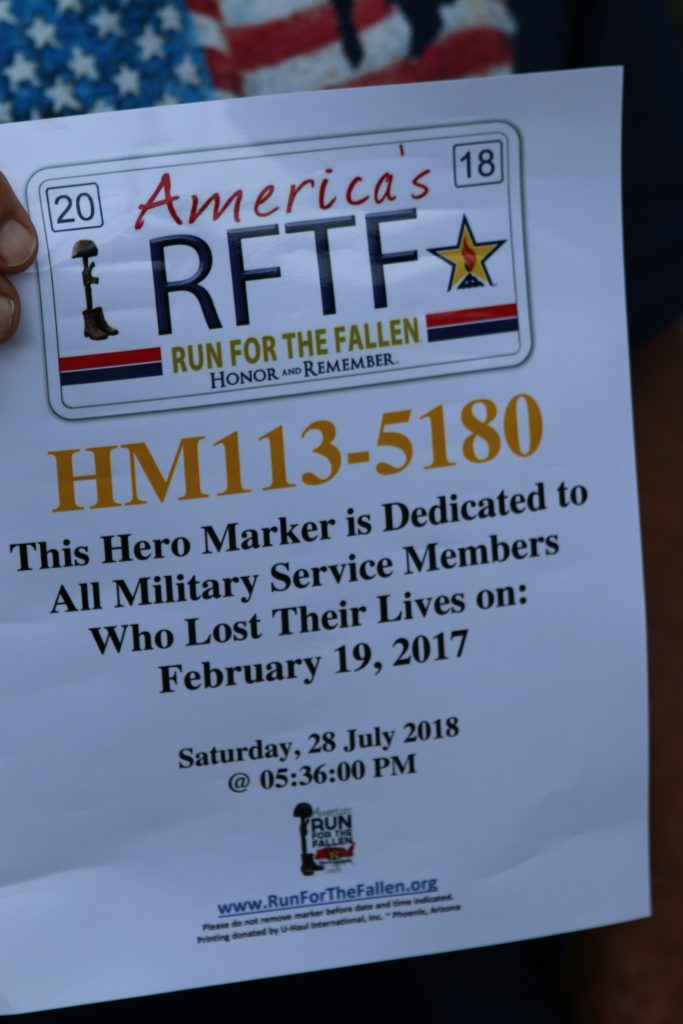 20
America's
18
RFTF
RUN FOR THE FALLEN
HONOR AND REMEMBER
HM113-5180
This Hero Marker is Dedicated to
All Military Service Members
Who Lost Their Lives on:
February 19, 2017
Saturday, 28 July 2018
@ 05:36:00 PM
America's
RUN
FOR THE
FALLEN
www.RunForTheFallen.org
Please do not remove marker before date and time indicated.
Printing donated by U-Haul International, Inc. ~ Phoenix, Arizona